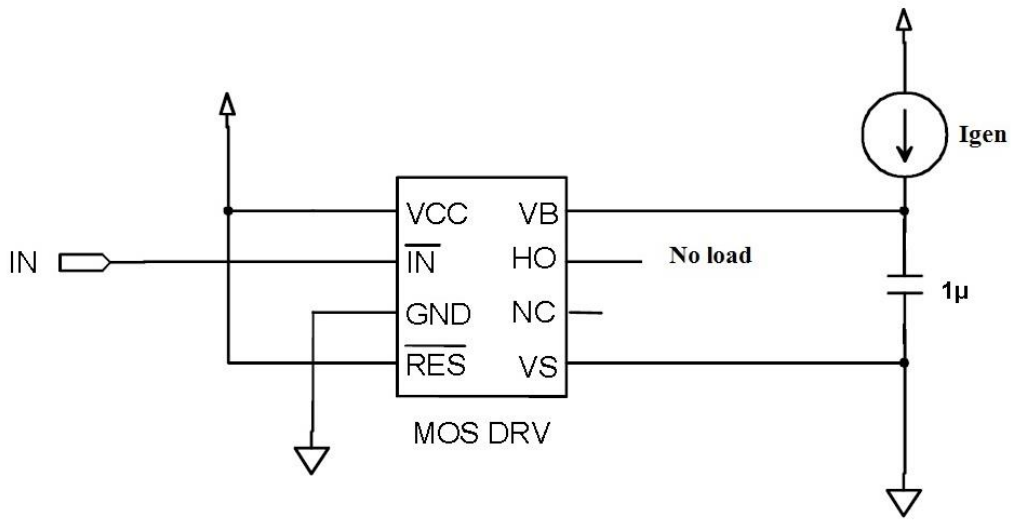 Igen
VCC VB
IN IN HO No load
GND NC 1µ
RES VS
MOS DRV